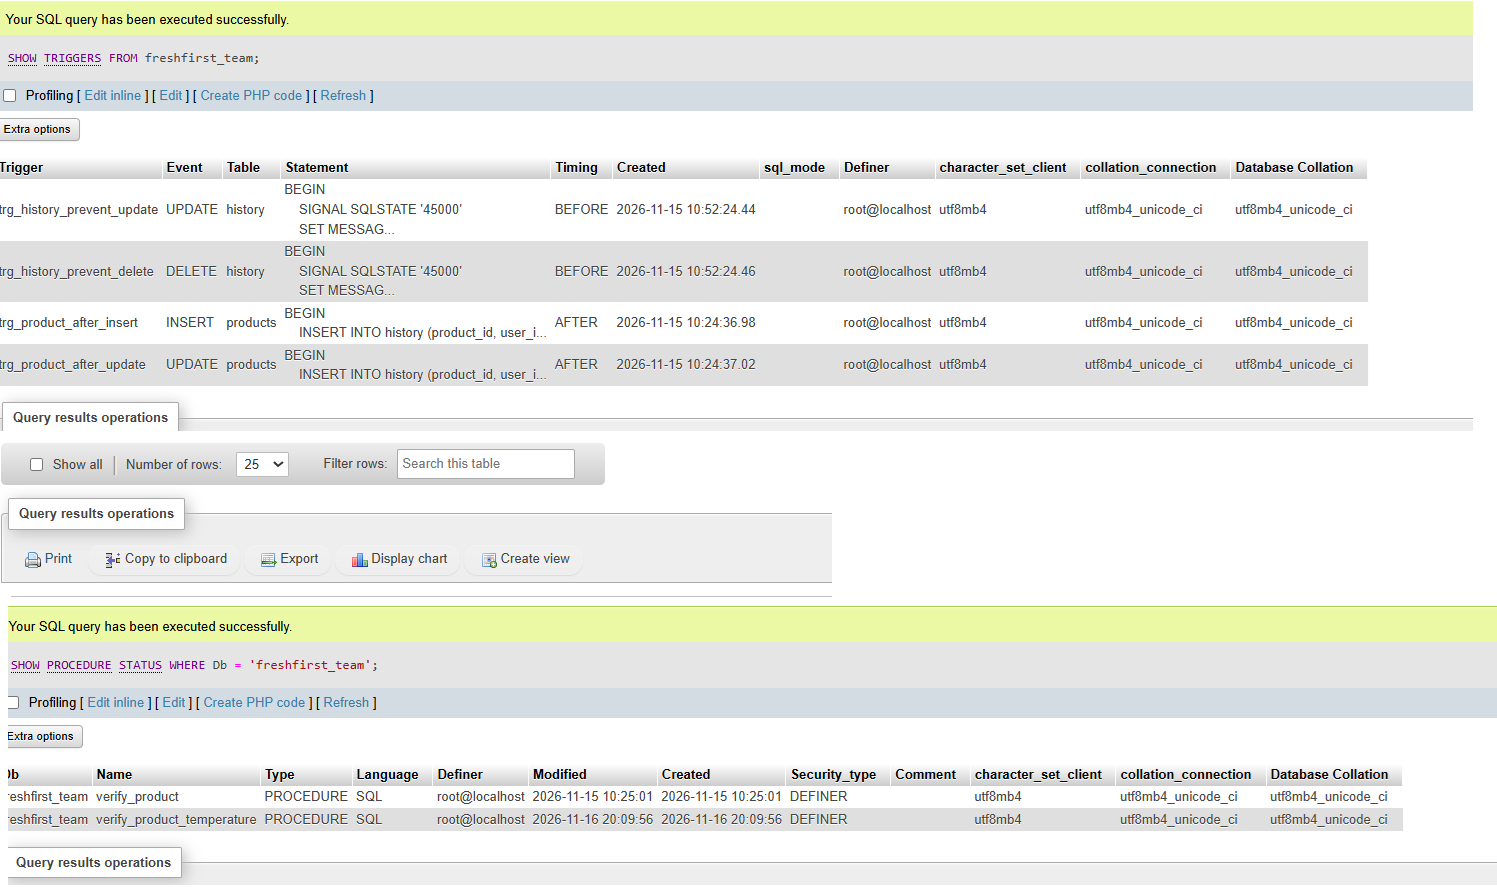 Your SQL query has been executed successfully.
SHOW TRIGGERS FROM freshfirst_team;
Profiling [ Edit inline ] [ Edit ] [ Create PHP code ] [ Refresh ]
Extra options
Trigger Event Table Statement Timing Created sql_mode Definer character_set_client collation_connection Database Collation
trg_history_prevent_update UPDATE history BEGIN SIGNAL SQLSTATE '45000' SET MESSAG... BEFORE 2026-11-15 10:52:24.44 root@localhost utf8mb4 utf8mb4_unicode_ci utf8mb4_unicode_ci
trg_history_prevent_delete DELETE history BEGIN SIGNAL SQLSTATE '45000' SET MESSAG... BEFORE 2026-11-15 10:52:24.46 root@localhost utf8mb4 utf8mb4_unicode_ci utf8mb4_unicode_ci
trg_product_after_insert INSERT products BEGIN INSERT INTO history (product_id, user_i... AFTER 2026-11-15 10:24:36.98 root@localhost utf8mb4 utf8mb4_unicode_ci utf8mb4_unicode_ci
trg_product_after_update UPDATE products BEGIN INSERT INTO history (product_id, user_i... AFTER 2026-11-15 10:24:37.02 root@localhost utf8mb4 utf8mb4_unicode_ci utf8mb4_unicode_ci
Query results operations
Show all Number of rows: 25 Filter rows: Search this table
Query results operations
Print Copy to clipboard Export Display chart Create view
Your SQL query has been executed successfully.
SHOW PROCEDURE STATUS WHERE Db = 'freshfirst_team';
Profiling [ Edit inline ] [ Edit ] [ Create PHP code ] [ Refresh ]
Extra options
Db Name Type Language Definer Modified Created Security_type Comment character_set_client collation_connection Database Collation
reshfirst_team verify_product PROCEDURE SQL root@localhost 2026-11-15 10:25:01 2026-11-15 10:25:01 DEFINER utf8mb4 utf8mb4_unicode_ci utf8mb4_unicode_ci
reshfirst_team verify_product_temperature PROCEDURE SQL root@localhost 2026-11-16 20:09:56 2026-11-16 20:09:56 DEFINER utf8mb4 utf8mb4_unicode_ci utf8mb4_unicode_ci
Query results operations